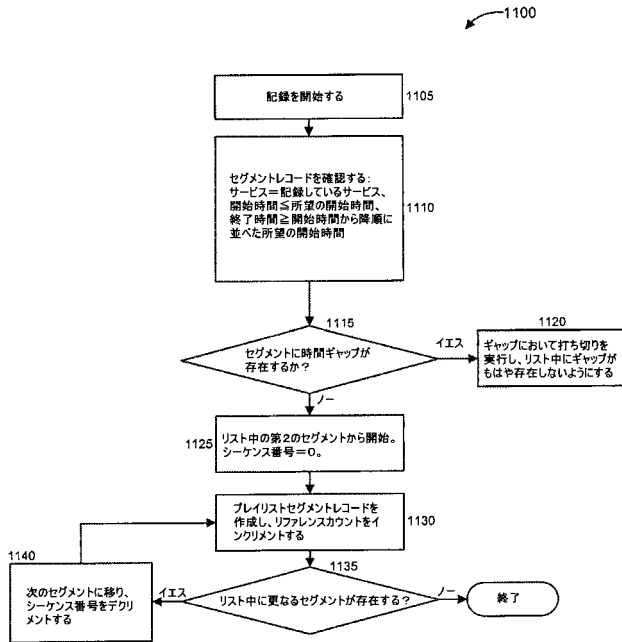 1100
記録を開始する
1105
セグメントレコードを確認する：
サービス＝記録しているサービス、
開始時間≦所望の開始時間、
終了時間≧開始時間から降順に
並べた所望の開始時間
1110
1115
セグメントに時間ギャップが
存在するか？
イエス
1120
ギャップにおいて打ち切りを
実行し、リスト中にギャップが
もはや存在しないようにする
ノー
1125
リスト中の第2のセグメントから開始。
シーケンス番号＝0。
プレイリストセグメントレコードを
作成し、リファレンスカウントをイ
ンクリメントする
1130
1135
リスト中に更なるセグメントが存在する？
イエス
1140
次のセグメントに移り、
シーケンス番号をデクリ
メントする
ノー
終了